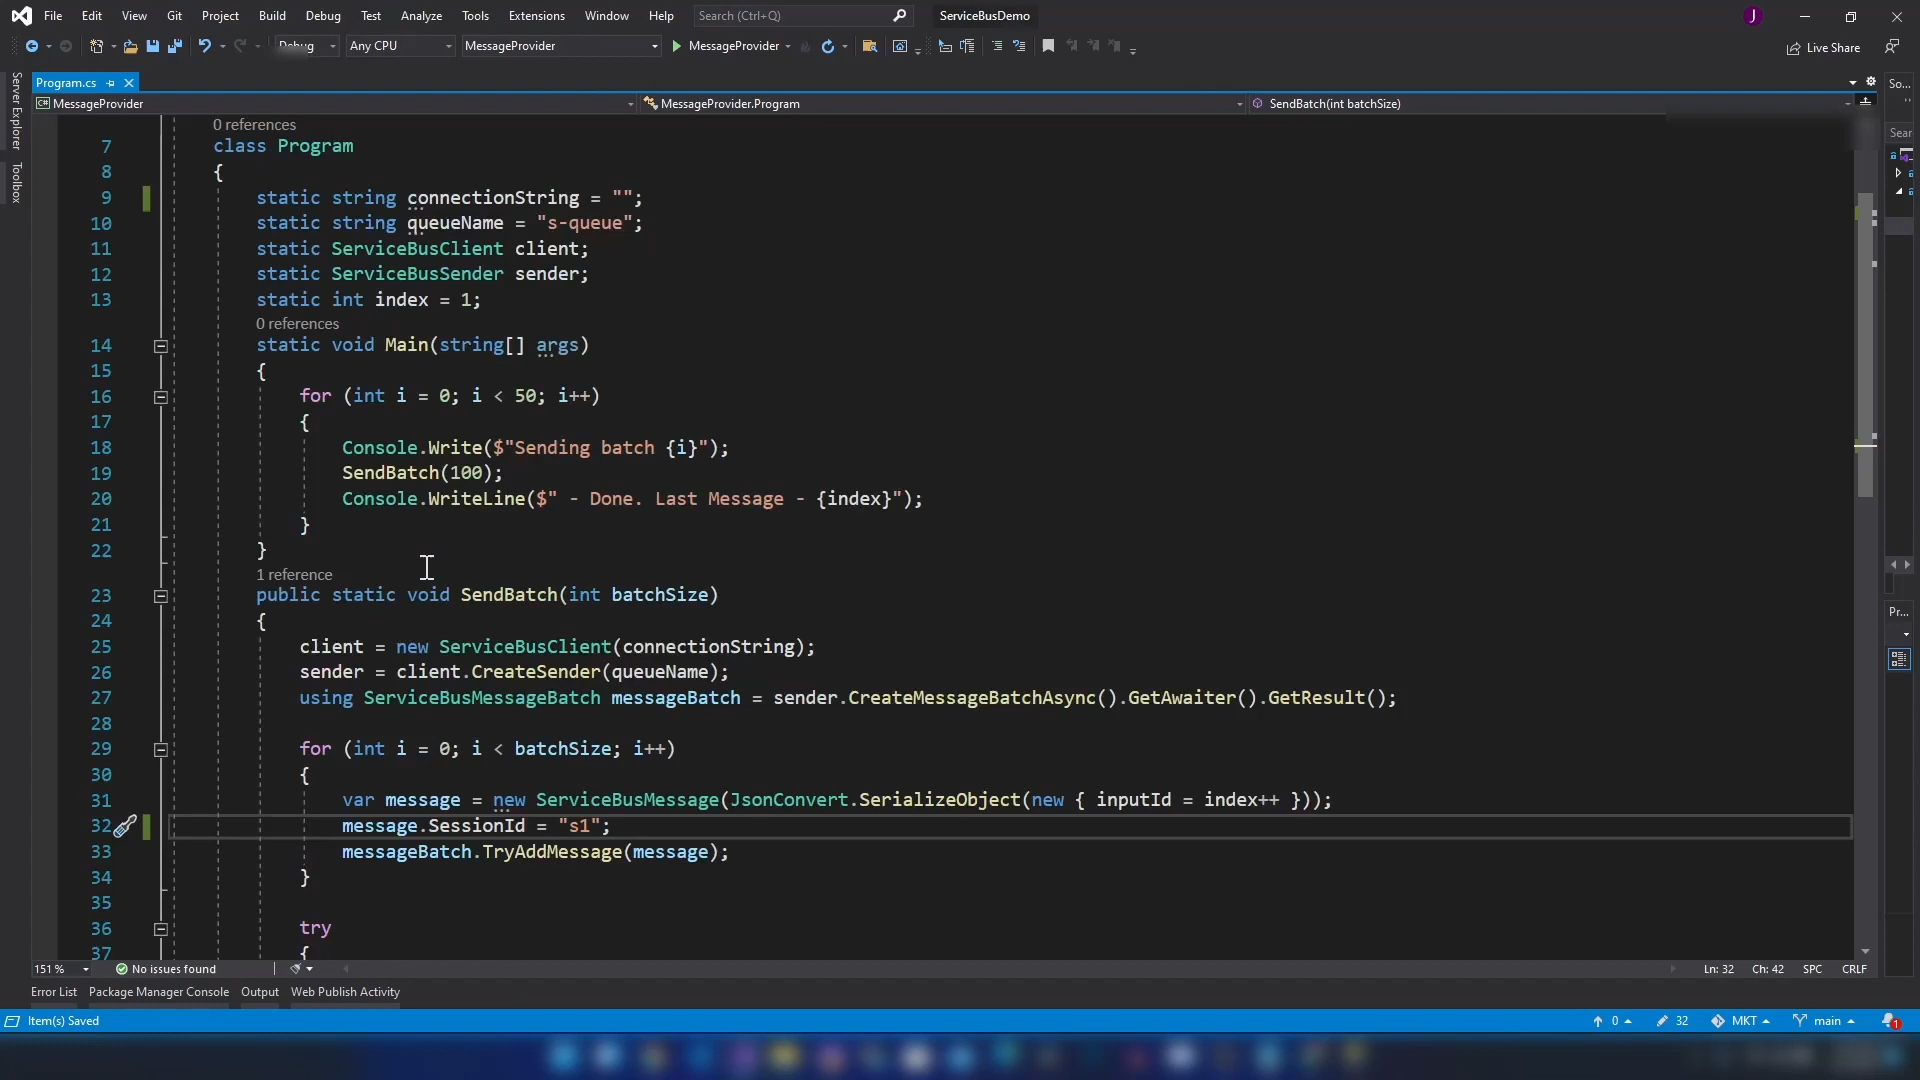 File Edit View Git Project Build Debug Test Analyze Tools Extensions Window Help Search (Ctrl+Q) ServiceBusDemo J
Debug Any CPU MessageProvider MessageProvider Live Share
Server Explorer
Toolbox
Program.cs So...
MessageProvider MessageProvider.Program SendBatch(int batchSize)
Sear
0 references
7 class Program
8 {
9 static string connectionString = "";
10 static string queueName = "s-queue";
11 static ServiceBusClient client;
12 static ServiceBusSender sender;
13 static int index = 1;
0 references
14 static void Main(string[] args)
15 {
16 for (int i = 0; i < 50; i++)
17 {
18 Console.Write($"Sending batch {i}");
19 SendBatch(100);
20 Console.WriteLine($" - Done. Last Message - {index}");
21 }
22 }
1 reference
23 public static void SendBatch(int batchSize)
24 {
25 client = new ServiceBusClient(connectionString);
26 sender = client.CreateSender(queueName);
27 using ServiceBusMessageBatch messageBatch = sender.CreateMessageBatchAsync().GetAwaiter().GetResult();
28
29 for (int i = 0; i < batchSize; i++)
30 {
31 var message = new ServiceBusMessage(JsonConvert.SerializeObject(new { inputId = index++ }));
32 message.SessionId = "s1";
33 messageBatch.TryAddMessage(message);
34 }
35
36 try
37 {
Pr...
151 % No issues found Ln: 32 Ch: 42 SPC CRLF
Error List Package Manager Console Output Web Publish Activity
Item(s) Saved 0 32 MKT main 1